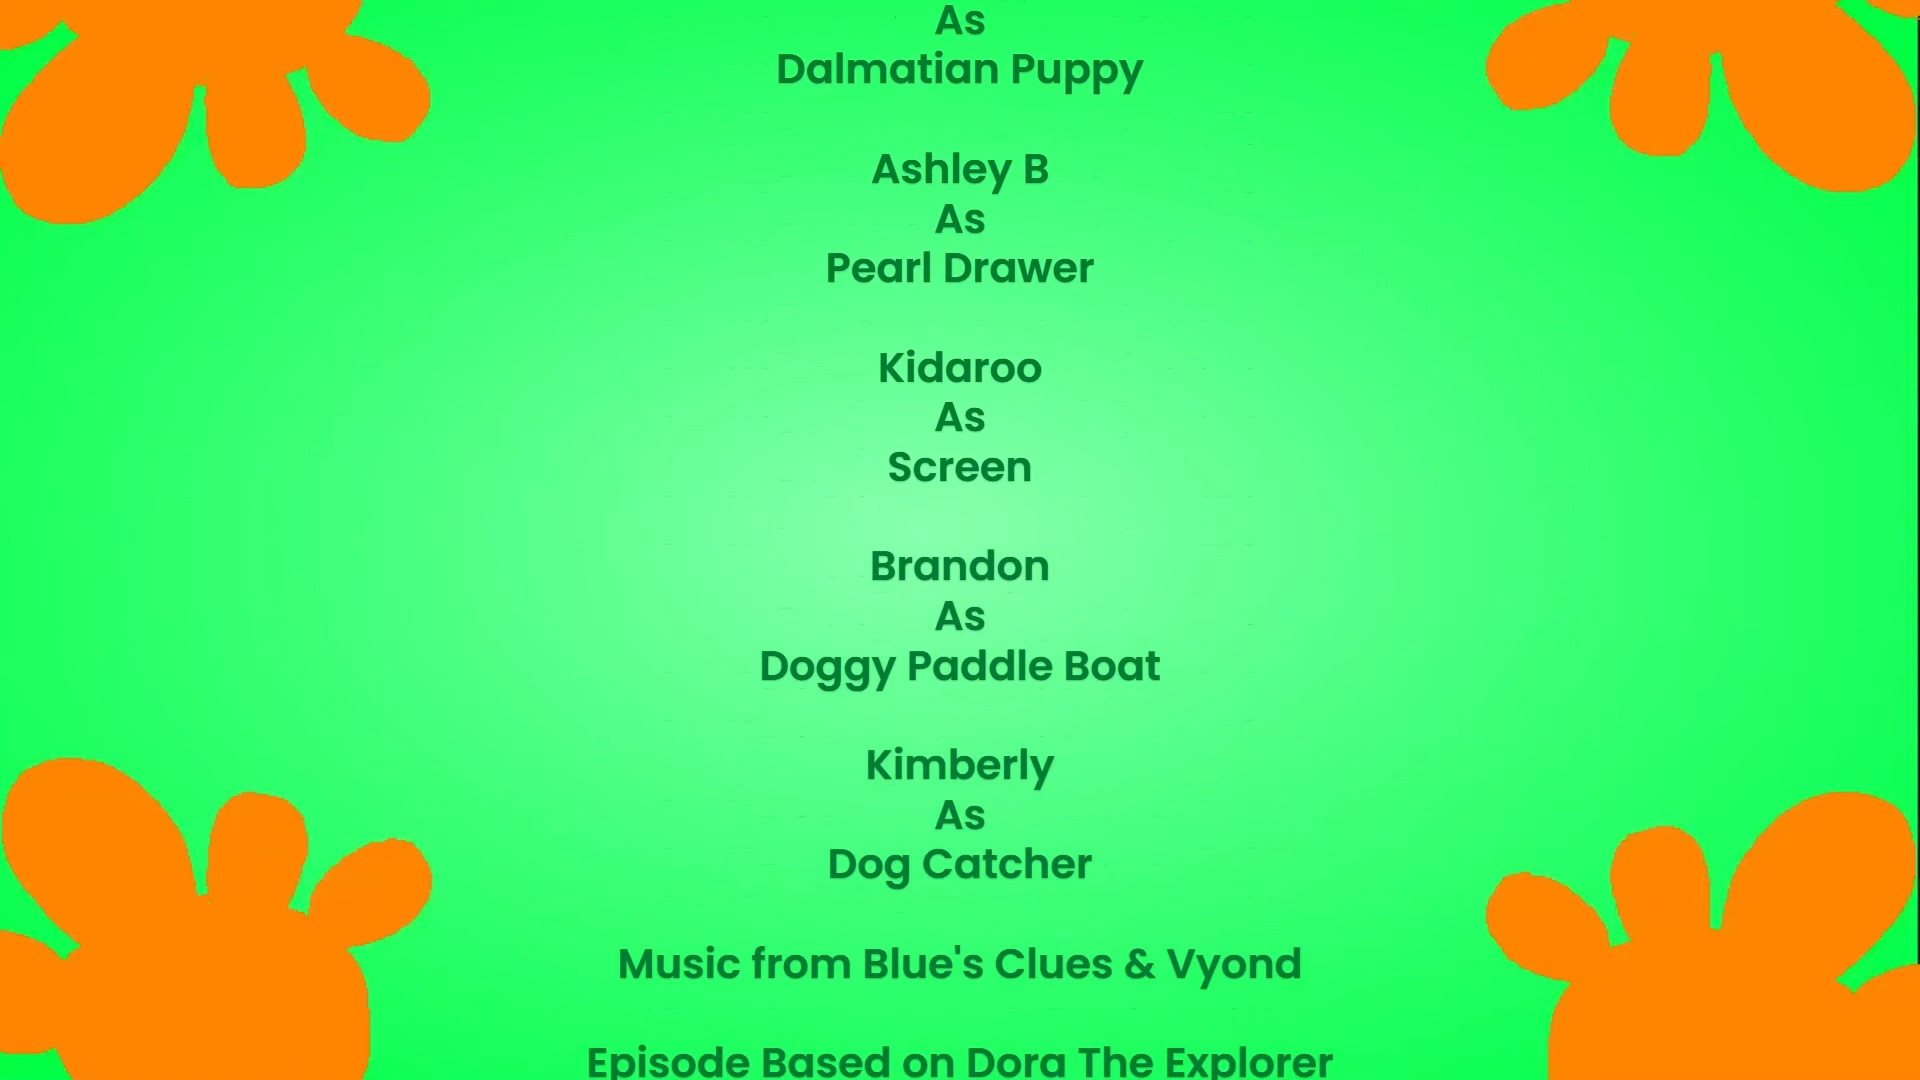 As
Dalmatian Puppy
Ashley B
As
Pearl Drawer
Kidaroo
As
Screen
Brandon
As
Doggy Paddle Boat
Kimberly
As
Dog Catcher
Music from Blue's Clues & Vyond
Episode Based on Dora The Explorer